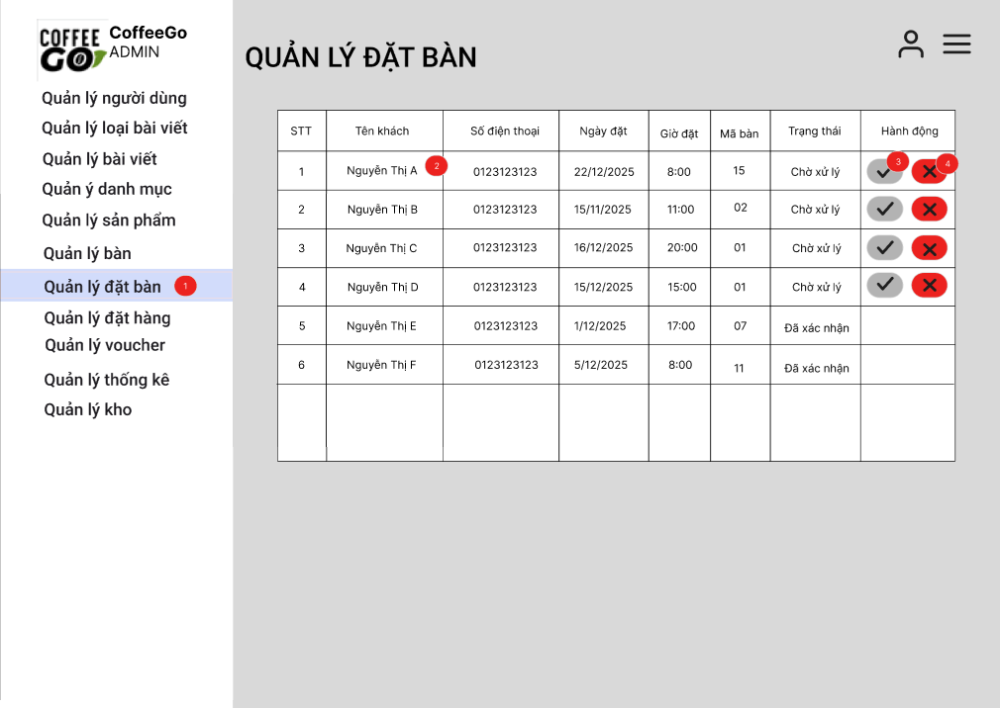 COFFEE
GO
CoffeeGo
ADMIN
Quản lý người dùng
Quản lý loại bài viết
Quản lý bài viết
Quản ý danh mục
Quản lý sản phẩm
Quản lý bàn
Quản lý đặt bàn 1
Quản lý đặt hàng
Quản lý voucher
Quản lý thống kê
Quản lý kho
QUẢN LÝ ĐẶT BÀN
STT Tên khách Số điện thoại Ngày đặt Giờ đặt Mã bàn Trạng thái Hành động
1 Nguyễn Thị A 2 0123123123 22/12/2025 8:00 15 Chờ xử lý 3 4
2 Nguyễn Thị B 0123123123 15/11/2025 11:00 02 Chờ xử lý
3 Nguyễn Thị C 0123123123 16/12/2025 20:00 01 Chờ xử lý
4 Nguyễn Thị D 0123123123 15/12/2025 15:00 01 Chờ xử lý
5 Nguyễn Thị E 0123123123 1/12/2025 17:00 07 Đã xác nhận
6 Nguyễn Thị F 0123123123 5/12/2025 8:00 11 Đã xác nhận